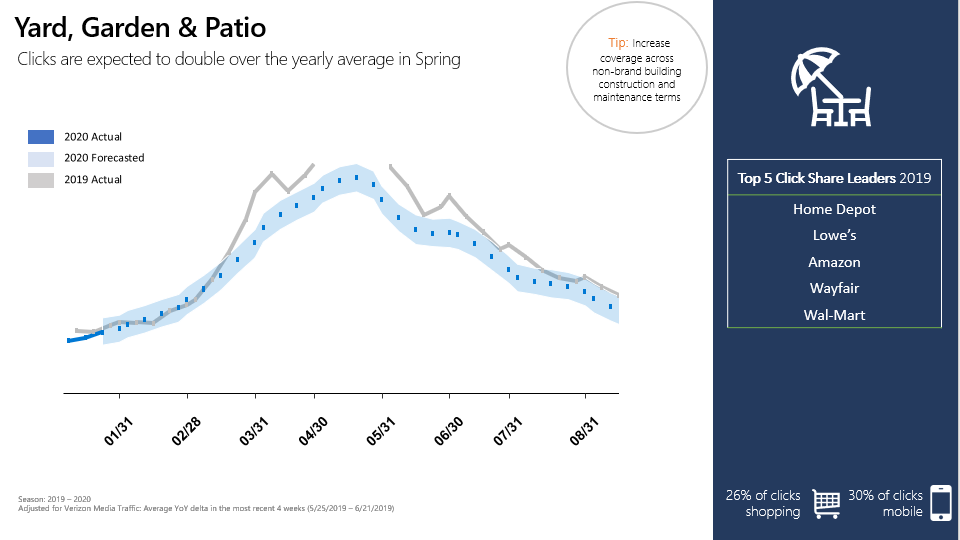 Yard, Garden & Patio
Clicks are expected to double over the yearly average in Spring
Tip: Increase
coverage across
non-brand building
construction and
maintenance terms
2020 Actual
2020 Forecasted
2019 Actual
01/31
02/28
03/31
04/30
05/31
06/30
07/31
08/31
Season: 2019 – 2020
Adjusted for Verizon Media Traffic: Average YoY delta in the most recent 4 weeks (5/25/2019 – 6/21/2019)
Top 5 Click Share Leaders 2019
Home Depot
Lowe's
Amazon
Wayfair
Wal-Mart
26% of clicks
shopping
30% of clicks
mobile